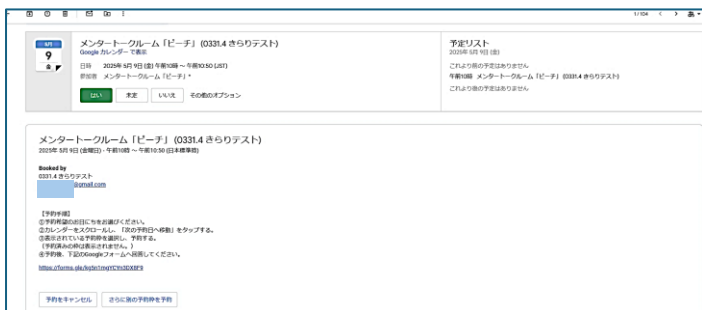 1/104
5月
9
金
メンタートークルーム「ピーチ」(0331.4 きらりテスト)
Google カレンダー で表示
日時 2025年 5月 9日 (金) 午前10時 ～ 午前10:50 (JST)
参加者 メンタートークルーム「ピーチ」*
はい 未定 いいえ その他のオプション
予定リスト
2025年 5月 9日 (金)
これより前の予定はありません
午前10時 メンタートークルーム「ピーチ」(0331.4 きらりテスト)
これより後の予定はありません
メンタートークルーム「ピーチ」(0331.4 きらりテスト)
2025年 5月 9日 (金曜日)・午前10時 ～ 午前10:50 (日本標準時)
Booked by
0331.4 きらりテスト
@gmail.com
【予約手順】
①予約希望のお日にちをお選びください。
②カレンダーをスクロールし、「次の予約日へ移動」をタップする。
③表示されている予約枠を選択し、予約する。
（予約済みの枠は表示されません。）
④予約後、下記のGoogleフォームへ回答してください。
予約をキャンセル さらに別の予約枠を予約